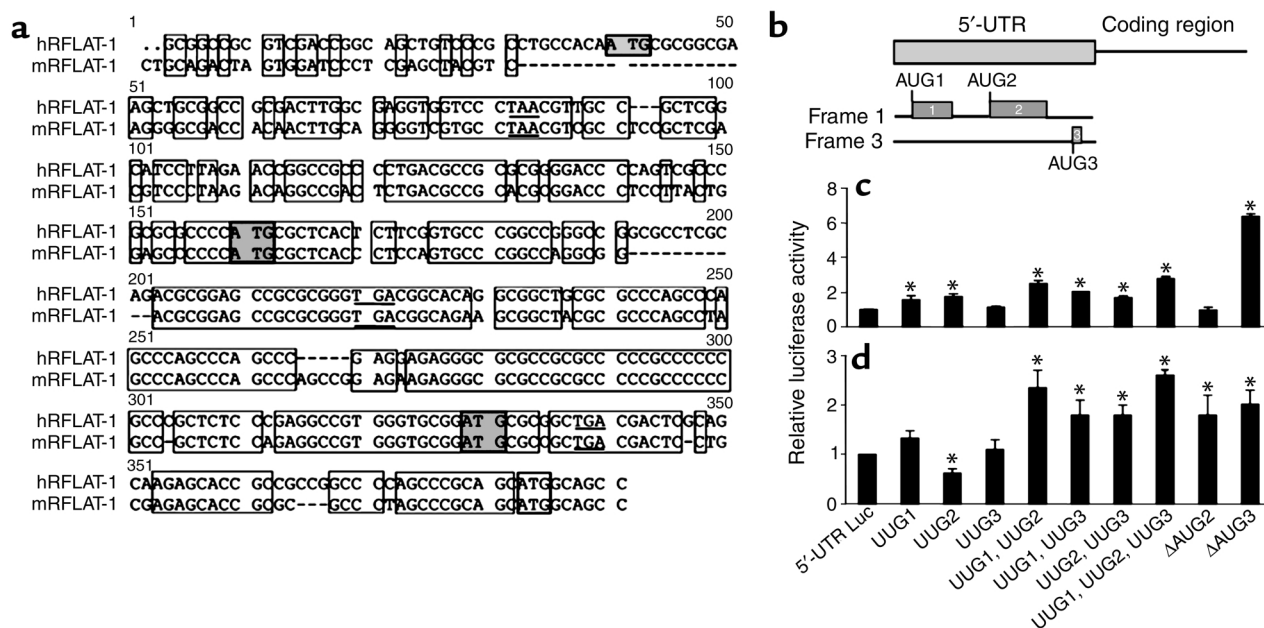 a
1 50
hRFLAT-1 ..GCGGCCGC GTCGACCGGC AGCTGTCCCGC CCTGCCACAA ATGCGCGGCGA
mRFLAT-1 CTGCAGACTA GTGGATCCCT CGAGCTACGT C--------- ----------
51 100
hRFLAT-1 AGCTGCGGCC GCGACTTGGC GAGGTGGTCC CTAACGTTGC C---GCTCGG
mRFLAT-1 AGGGGCGACC ACAACTTGCA GGGGTCGTGC CTAACGTCGC CTCCGCTCGA
101 150
hRFLAT-1 CATCCTTAGA ACCGGCCGCC CTGACGCCGC GCGGGGACC CCAGTCGCCC
mRFLAT-1 CGTCCCTAAG ACAGGCCGAC TCTGACGCCG CACGCGGACC CTCCTTACTG
151 200
hRFLAT-1 GCGCGCCCCA TGCGCTCACT CTTCGGTGCC CGGCCGGGCC GGCGCCTCGC
mRFLAT-1 GAGCCCCCCA TGCGCTCACC CTCCAGTGCC CGGCCAGGCG G---------
201 250
hRFLAT-1 AGACGCGGAG CCGCGCGGGT GACGGCACAG GCGGCTGCGC GCCCAGCCCA
mRFLAT-1 --ACGCGGAG CCGCGCGGGT GACGGCAGAA GCGGCTACGC GCCCAGCCTA
251 300
hRFLAT-1 GCCCAGCCCA GCCC-----G AGGAGAGGGC GCGCCGCGCC CCCGCCCCCC
mRFLAT-1 GCCCAGCCCA GCCCAGCCGG AGAAGAGGGC GCGCCGCGCC CCCGCCCCCC
301 350
hRFLAT-1 GCCCGCTCTC CCGAGGCCGT GGGTGCGGAT GCGCGGCTGA CGACTCGCAG
mRFLAT-1 GCC-GCTCTC CAGAGGCCGT GGGTGCGGAT GCGCCGCTGA CGACTC-CTG
351
hRFLAT-1 CAAGAGCACC GCCGCCGGCC CCAGCCCGCA GCATGGCAGC C
mRFLAT-1 CGAGAGCACC GCGC---GCC CTAGCCCGCA GCATGGCAGC C
b
5′-UTR Coding region
AUG1 AUG2
Frame 1 1 2
Frame 3 3
AUG3
c
Relative luciferase activity
8
6
4
2
0
* * * * * * *
d
3
2
1
0
* * * * * * *
5′-UTR Luc
UUG1
UUG2
UUG3
UUG1, UUG2
UUG1, UUG3
UUG2, UUG3
UUG1, UUG2, UUG3
ΔAUG2
ΔAUG3